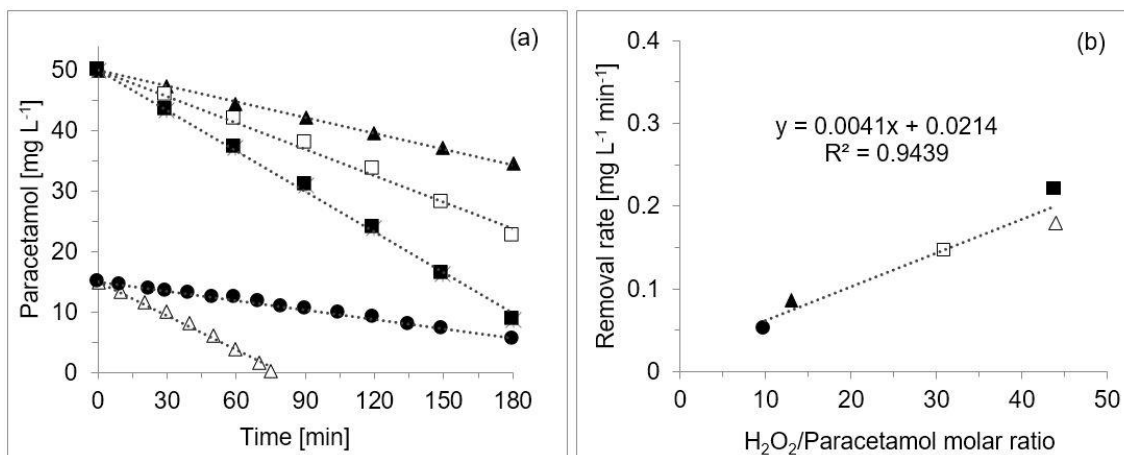 (a)
Paracetamol [mg L⁻¹]
50
40
30
20
10
0
0 30 60 90 120 150 180
Time [min]
(b)
Removal rate [mg L⁻¹ min⁻¹]
0.4
0.3
0.2
0.1
0
y = 0.0041x + 0.0214
R² = 0.9439
0 10 20 30 40 50
H₂O₂/Paracetamol molar ratio